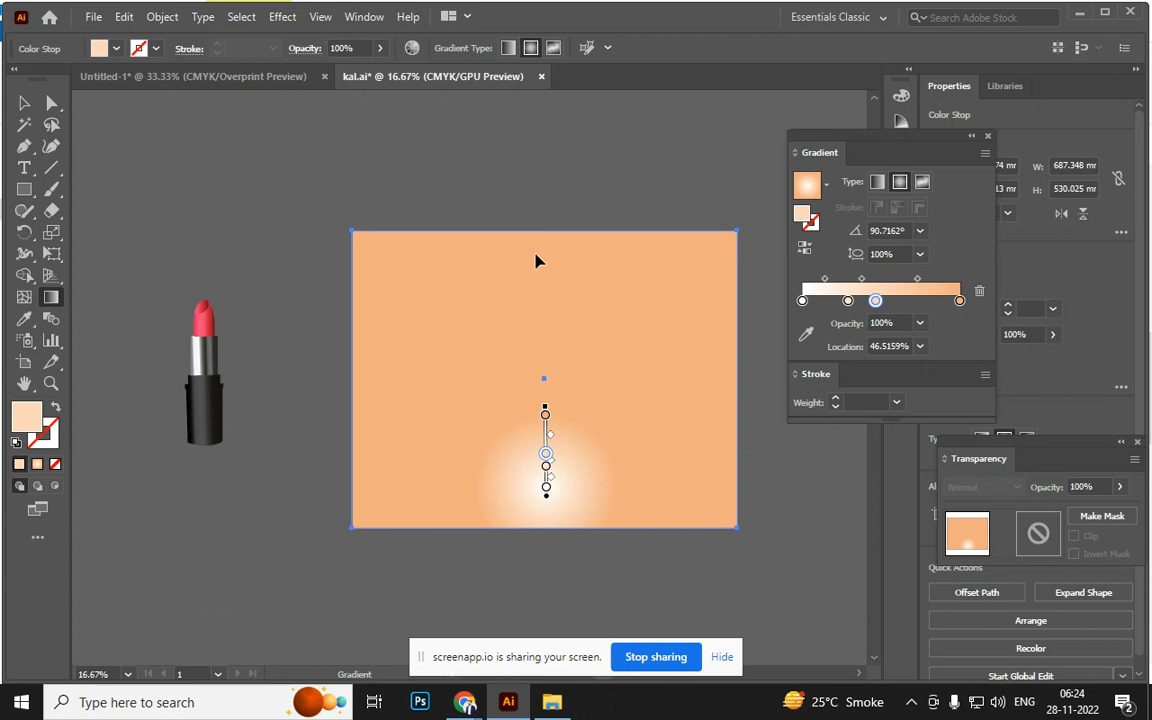 Ai File Edit Object Type Select Effect View Window Help Essentials Classic Search Adobe Stock
Color Stop Stroke: Opacity: 100% Gradient Type:
Untitled-1* @ 33.33% (CMYK/Overprint Preview) kal.ai* @ 16.67% (CMYK/GPU Preview)
Properties Libraries
Color Stop
Gradient
W: 687.348 mm
Type:
530.025 mm
Stroke:
90.7162°
100%
Opacity: 100%
100%
Location: 46.5159%
Stroke
Weight:
Transparency
Normal Opacity: 100%
Make Mask
Clip
Invert Mask
Quick Actions
Offset Path Expand Shape
Arrange
Recolor
Start Global Edit
screenapp.io is sharing your screen. Stop sharing Hide
16.67% 1 Gradient
Type here to search Ps Ai 25°C Smoke ENG 06:24
28-11-2022 2